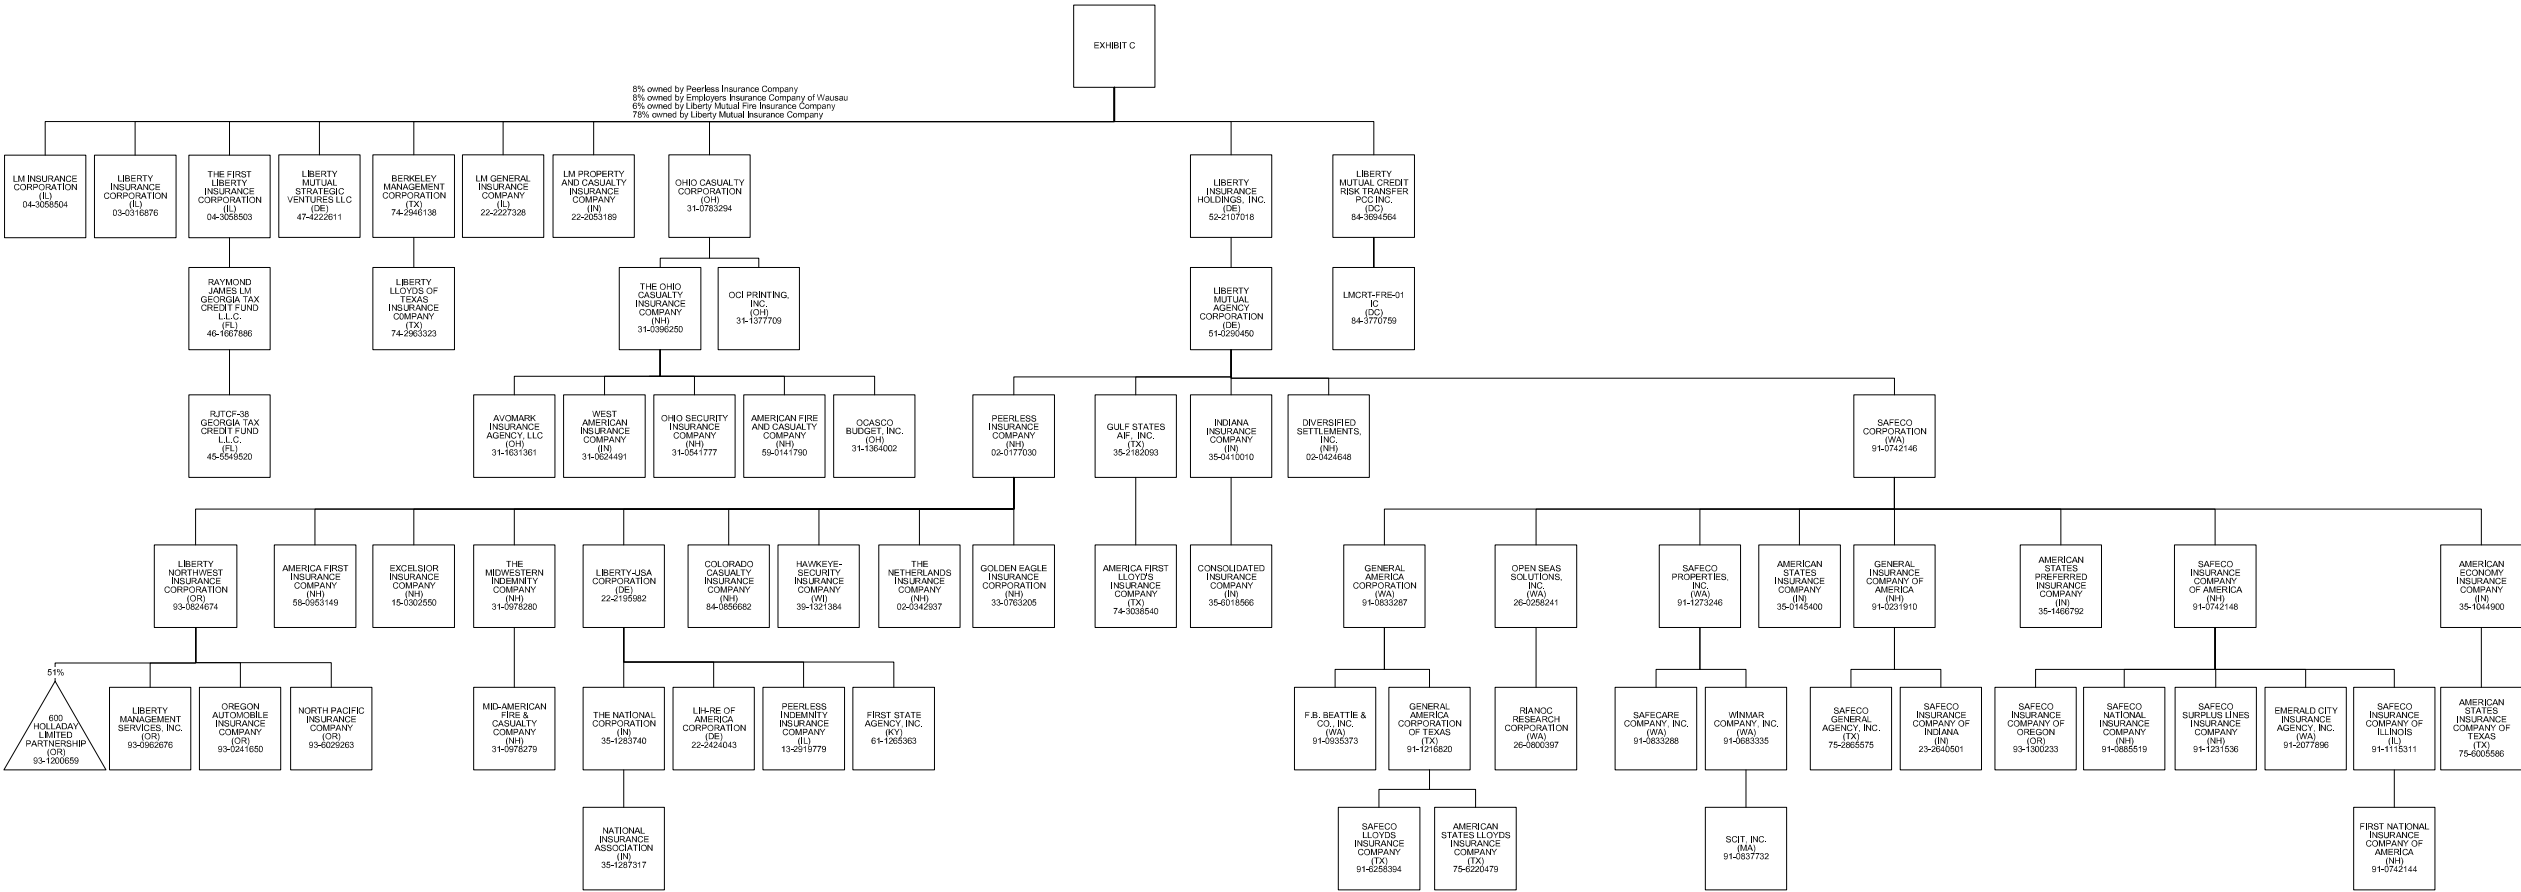 EXHIBIT C
8% owned by Peerless Insurance Company
8% owned by Employers Insurance Company of Wausau
6% owned by Liberty Mutual Fire Insurance Company
78% owned by Liberty Mutual Insurance Company
LM INSURANCE
CORPORATION
(IL)
04-3058504
LIBERTY
INSURANCE
CORPORATION
(IL)
03-0316876
THE FIRST
LIBERTY
INSURANCE
CORPORATION
(IL)
04-3058503
LIBERTY
MUTUAL
STRATEGIC
VENTURES LLC
(DE)
47-4222611
BERKELEY
MANAGEMENT
CORPORATION
(TX)
74-2946138
LM GENERAL
INSURANCE
COMPANY
(IL)
22-2227328
LM PROPERTY
AND CASUALTY
INSURANCE
COMPANY
(IN)
22-2053189
OHIO CASUALTY
CORPORATION
(OH)
31-0783294
LIBERTY
INSURANCE
HOLDINGS, INC.
(DE)
52-2107018
LIBERTY
MUTUAL CREDIT
RISK TRANSFER
PCC INC.
(DC)
84-3694564
RAYMOND
JAMES LM
GEORGIA TAX
CREDIT FUND
L.L.C.
(FL)
46-1667886
LIBERTY
LLOYDS OF
TEXAS
INSURANCE
COMPANY
(TX)
74-2963323
THE OHIO
CASUALTY
INSURANCE
COMPANY
(NH)
31-0396250
OCI PRINTING,
INC.
(OH)
31-1377709
LIBERTY
MUTUAL
AGENCY
CORPORATION
(DE)
51-0290450
LMCRT-FRE-01
IC
(DC)
84-3770759
RJTCF-38
GEORGIA TAX
CREDIT FUND
L.L.C.
(FL)
45-5549520
AVOMARK
INSURANCE
AGENCY, LLC
(OH)
31-1631361
WEST
AMERICAN
INSURANCE
COMPANY
(IN)
31-0624491
OHIO SECURITY
INSURANCE
COMPANY
(NH)
31-0541777
AMERICAN FIRE
AND CASUALTY
COMPANY
(NH)
59-0141790
OCASCO
BUDGET, INC.
(OH)
31-1364002
PEERLESS
INSURANCE
COMPANY
(NH)
02-0177030
GULF STATES
AIF, INC.
(TX)
35-2182093
INDIANA
INSURANCE
COMPANY
(IN)
35-0410010
DIVERSIFIED
SETTLEMENTS,
INC.
(NH)
02-0424648
SAFECO
CORPORATION
(WA)
91-0742146
LIBERTY
NORTHWEST
INSURANCE
CORPORATION
(OR)
93-0824674
AMERICA FIRST
INSURANCE
COMPANY
(NH)
58-0953149
EXCELSIOR
INSURANCE
COMPANY
(NH)
15-0302550
THE
MIDWESTERN
INDEMNITY
COMPANY
(NH)
31-0978280
LIBERTY-USA
CORPORATION
(DE)
22-2195982
COLORADO
CASUALTY
INSURANCE
COMPANY
(NH)
84-0856682
HAWKEYE-
SECURITY
INSURANCE
COMPANY
(WI)
39-1321384
THE
NETHERLANDS
INSURANCE
COMPANY
(NH)
02-0342937
GOLDEN EAGLE
INSURANCE
CORPORATION
(NH)
33-0763205
AMERICA FIRST
LLOYD'S
INSURANCE
COMPANY
(TX)
74-3038540
CONSOLIDATED
INSURANCE
COMPANY
(IN)
35-6018566
GENERAL
AMERICA
CORPORATION
(WA)
91-0833287
OPEN SEAS
SOLUTIONS,
INC.
(WA)
26-0258241
SAFECO
PROPERTIES,
INC.
(WA)
91-1273246
AMERICAN
STATES
INSURANCE
COMPANY
(IN)
35-0145400
GENERAL
INSURANCE
COMPANY OF
AMERICA
(NH)
91-0231910
AMERICAN
STATES
PREFERRED
INSURANCE
COMPANY
(IN)
35-1466792
SAFECO
INSURANCE
COMPANY
OF AMERICA
(NH)
91-0742148
AMERICAN
ECONOMY
INSURANCE
COMPANY
(IN)
35-1044900
51%
600
HOLLADAY
LIMITED
PARTNERSHIP
(OR)
93-1200659
LIBERTY
MANAGEMENT
SERVICES, INC.
(OR)
93-0962676
OREGON
AUTOMOBILE
INSURANCE
COMPANY
(OR)
93-0241650
NORTH PACIFIC
INSURANCE
COMPANY
(OR)
93-6029263
MID-AMERICAN
FIRE &
CASUALTY
COMPANY
(NH)
31-0978279
THE NATIONAL
CORPORATION
(IN)
35-1283740
LIH-RE OF
AMERICA
CORPORATION
(DE)
22-2424043
PEERLESS
INDEMNITY
INSURANCE
COMPANY
(IL)
13-2919779
FIRST STATE
AGENCY, INC.
(KY)
61-1265363
F.B. BEATTIE &
CO., INC.
(WA)
91-0935373
GENERAL
AMERICA
CORPORATION
OF TEXAS
(TX)
91-1216820
RIANOC
RESEARCH
CORPORATION
(WA)
26-0800397
SAFECARE
COMPANY, INC.
(WA)
91-0833288
WINMAR
COMPANY, INC.
(WA)
91-0683335
SAFECO
GENERAL
AGENCY, INC.
(TX)
75-2865575
SAFECO
INSURANCE
COMPANY OF
INDIANA
(IN)
23-2640501
SAFECO
INSURANCE
COMPANY OF
OREGON
(OR)
93-1300233
SAFECO
NATIONAL
INSURANCE
COMPANY
(NH)
91-0885519
SAFECO
SURPLUS LINES
INSURANCE
COMPANY
(NH)
91-1231536
EMERALD CITY
INSURANCE
AGENCY, INC.
(WA)
91-2077896
SAFECO
INSURANCE
COMPANY OF
ILLINOIS
(IL)
91-1115311
AMERICAN
STATES
INSURANCE
COMPANY OF
TEXAS
(TX)
75-6005586
NATIONAL
INSURANCE
ASSOCIATION
(IN)
35-1287317
SAFECO
LLOYDS
INSURANCE
COMPANY
(TX)
91-6258394
AMERICAN
STATES LLOYDS
INSURANCE
COMPANY
(TX)
75-6220479
SCIT, INC.
(MA)
91-0837732
FIRST NATIONAL
INSURANCE
COMPANY OF
AMERICA
(NH)
91-0742144